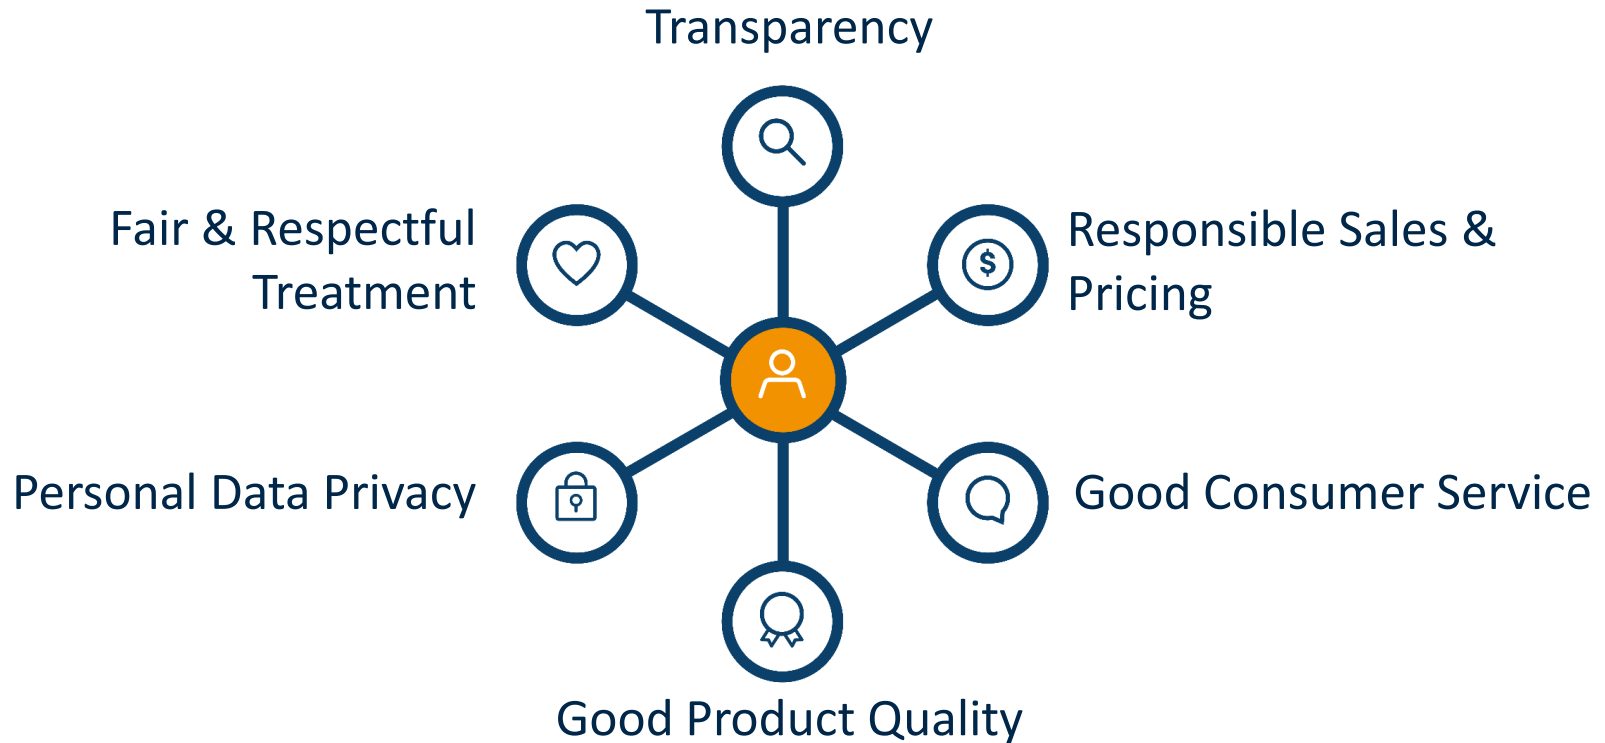 Transparency
Fair & Respectful
Treatment
Responsible Sales &
Pricing
$
Personal Data Privacy
Good Consumer Service
Good Product Quality